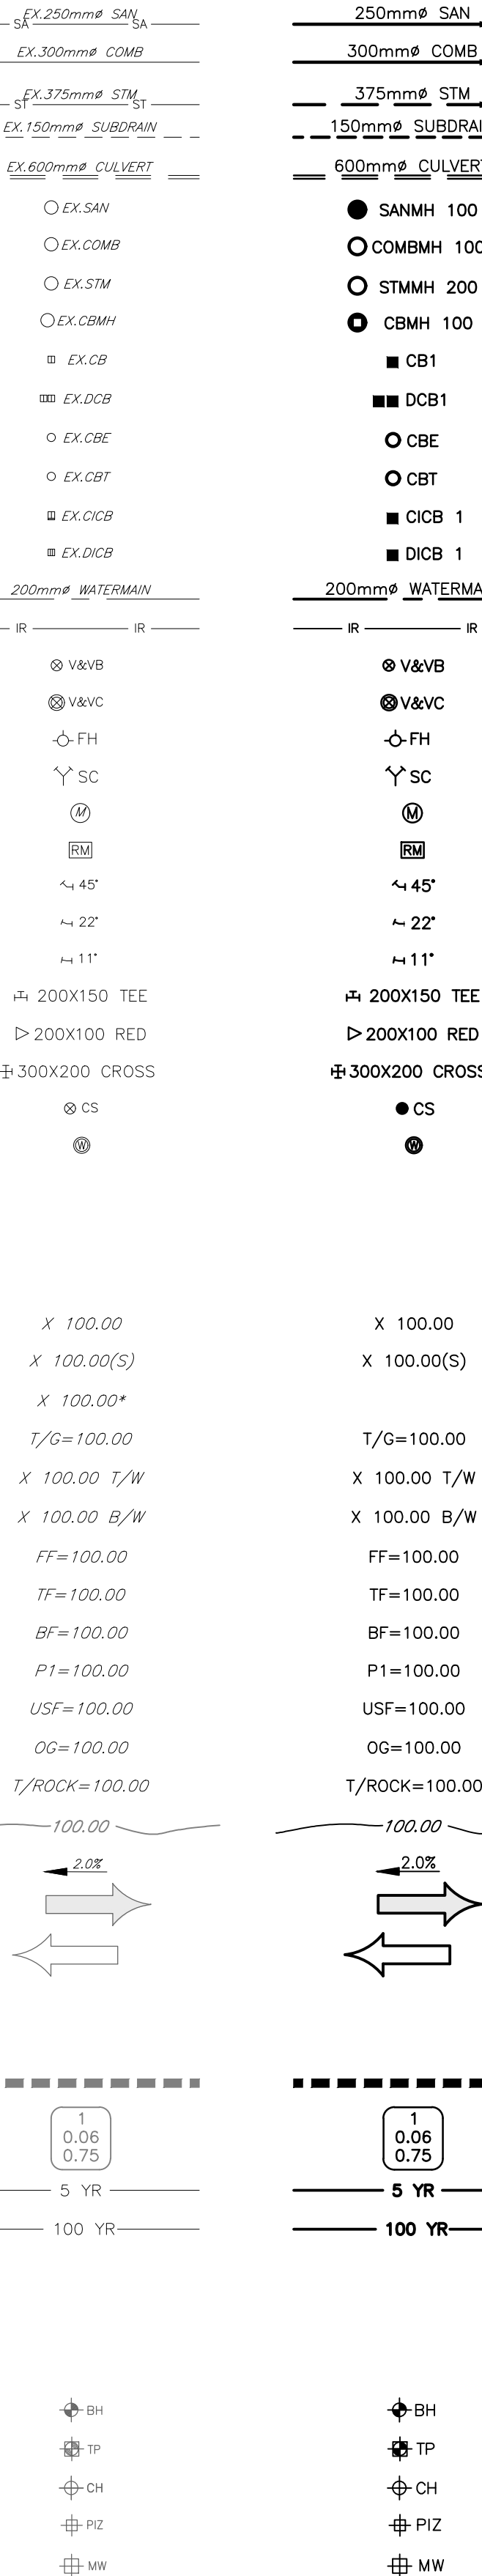 EX.250mmø SAN 250mmø SAN
SA SA
EX.300mmø COMB 300mmø COMB
EX.375mmø STM 375mmø STM
ST ST
EX.150mmø SUBDRAIN 150mmø SUBDRAI
EX.600mmø CULVERT 600mmø CULVERT
EX.SAN SANMH 100
EX.COMB COMBMH 100
EX.STM STMMH 200
EX.CBMH CBMH 100
EX.CB CB1
EX.DCB DCB1
EX.CBE CBE
EX.CBT CBT
EX.CICB CICB 1
EX.DICB DICB 1
200mmø WATERMAIN 200mmø WATERMA
IR IR IR IR
V&VB V&VB
V&VC V&VC
FH FH
SC SC
M M
RM RM
45° 45°
22° 22°
11° 11°
200X150 TEE 200X150 TEE
200X100 RED 200X100 RED
300X200 CROSS 300X200 CROSS
CS CS
W W
X 100.00 X 100.00
X 100.00(S) X 100.00(S)
X 100.00*
T/G=100.00 T/G=100.00
X 100.00 T/W X 100.00 T/W
X 100.00 B/W X 100.00 B/W
FF=100.00 FF=100.00
TF=100.00 TF=100.00
BF=100.00 BF=100.00
P1=100.00 P1=100.00
USF=100.00 USF=100.00
OG=100.00 OG=100.00
T/ROCK=100.00 T/ROCK=100.00
100.00 100.00
2.0% 2.0%
1 1
0.06 0.06
0.75 0.75
5 YR 5 YR
100 YR 100 YR
BH BH
TP TP
CH CH
PIZ PIZ
MW MW